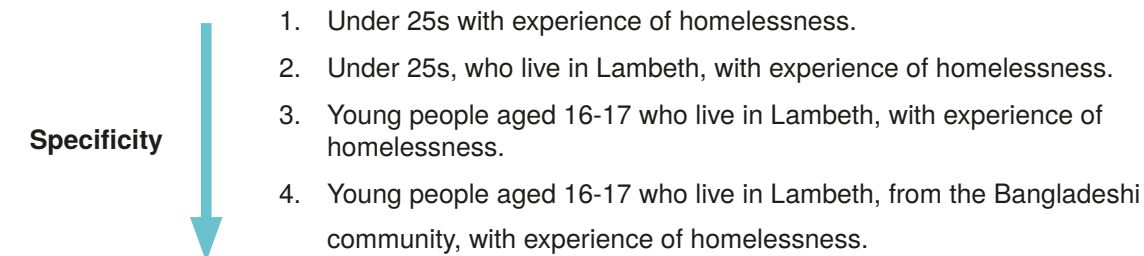 1. Under 25s with experience of homelessness.
2. Under 25s, who live in Lambeth, with experience of homelessness.
3. Young people aged 16-17 who live in Lambeth, with experience of
homelessness.
Specificity
4. Young people aged 16-17 who live in Lambeth, from the Bangladeshi
community, with experience of homelessness.